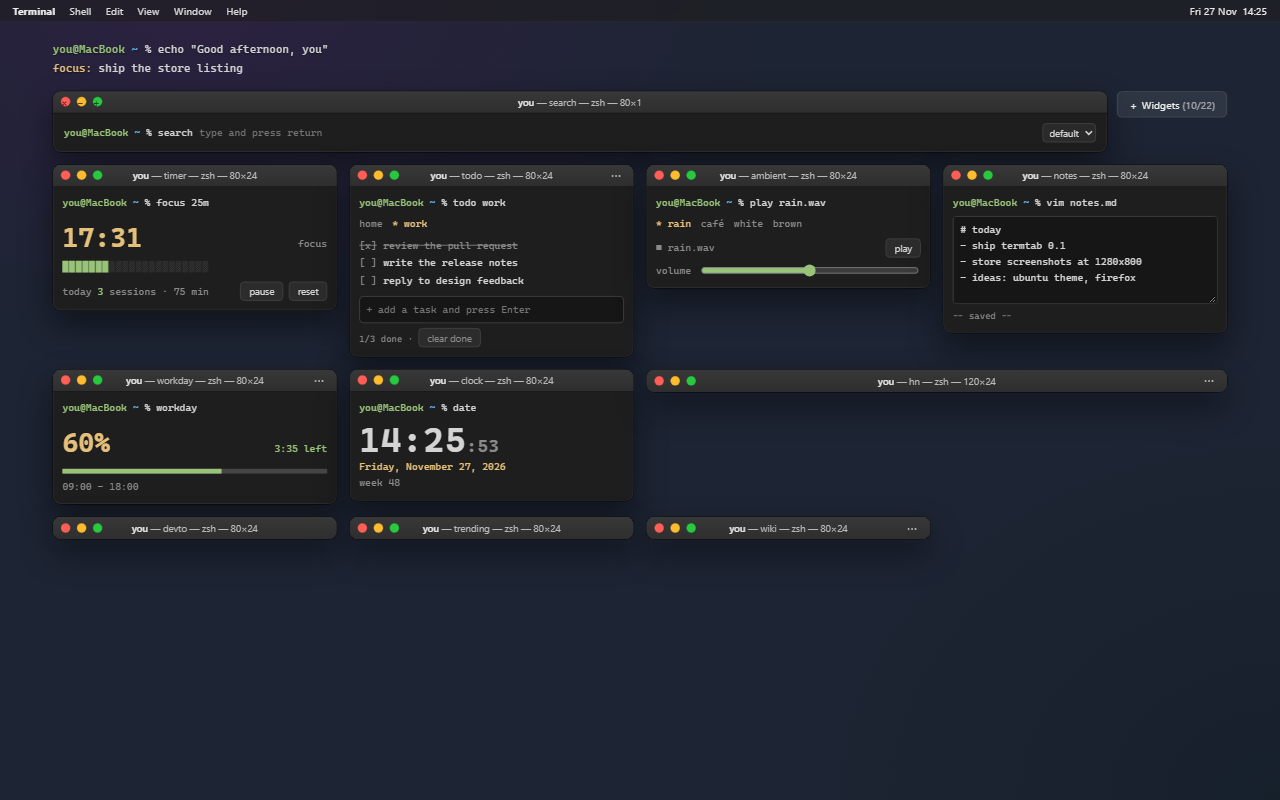 Terminal Shell Edit View Window Help Fri 27 Nov 14:25
you@MacBook ~ % echo "Good afternoon, you"
focus: ship the store listing
you — search — zsh — 80×1
+ Widgets (10/22)
you@MacBook ~ % search type and press return default
you — timer — zsh — 80×24
you@MacBook ~ % focus 25m
17:31 focus
today 3 sessions · 75 min pause reset
you — todo — zsh — 80×24 ···
you@MacBook ~ % todo work
home * work
[x] review the pull request
[ ] write the release notes
[ ] reply to design feedback
+ add a task and press Enter
1/3 done · clear done
you — ambient — zsh — 80×24
you@MacBook ~ % play rain.wav
* rain café white brown
■ rain.wav play
volume
you — notes — zsh — 80×24
you@MacBook ~ % vim notes.md
# today
- ship termtab 0.1
- store screenshots at 1280x800
- ideas: ubuntu theme, firefox
-- saved --
you — workday — zsh — 80×24 ···
you@MacBook ~ % workday
60% 3:35 left
09:00 – 18:00
you — clock — zsh — 80×24
you@MacBook ~ % date
14:25:53
Friday, November 27, 2026
week 48
you — hn — zsh — 120×24 ···
you — devto — zsh — 80×24
you — trending — zsh — 80×24
you — wiki — zsh — 80×24 ···